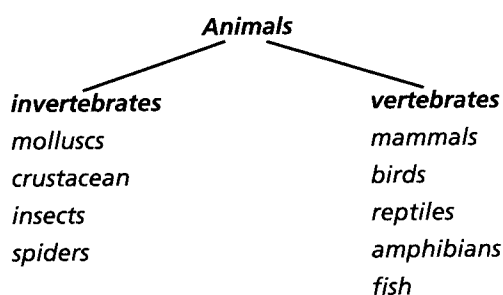 Animals
invertebrates
molluscs
crustacean
insects
spiders
vertebrates
mammals
birds
reptiles
amphibians
fish